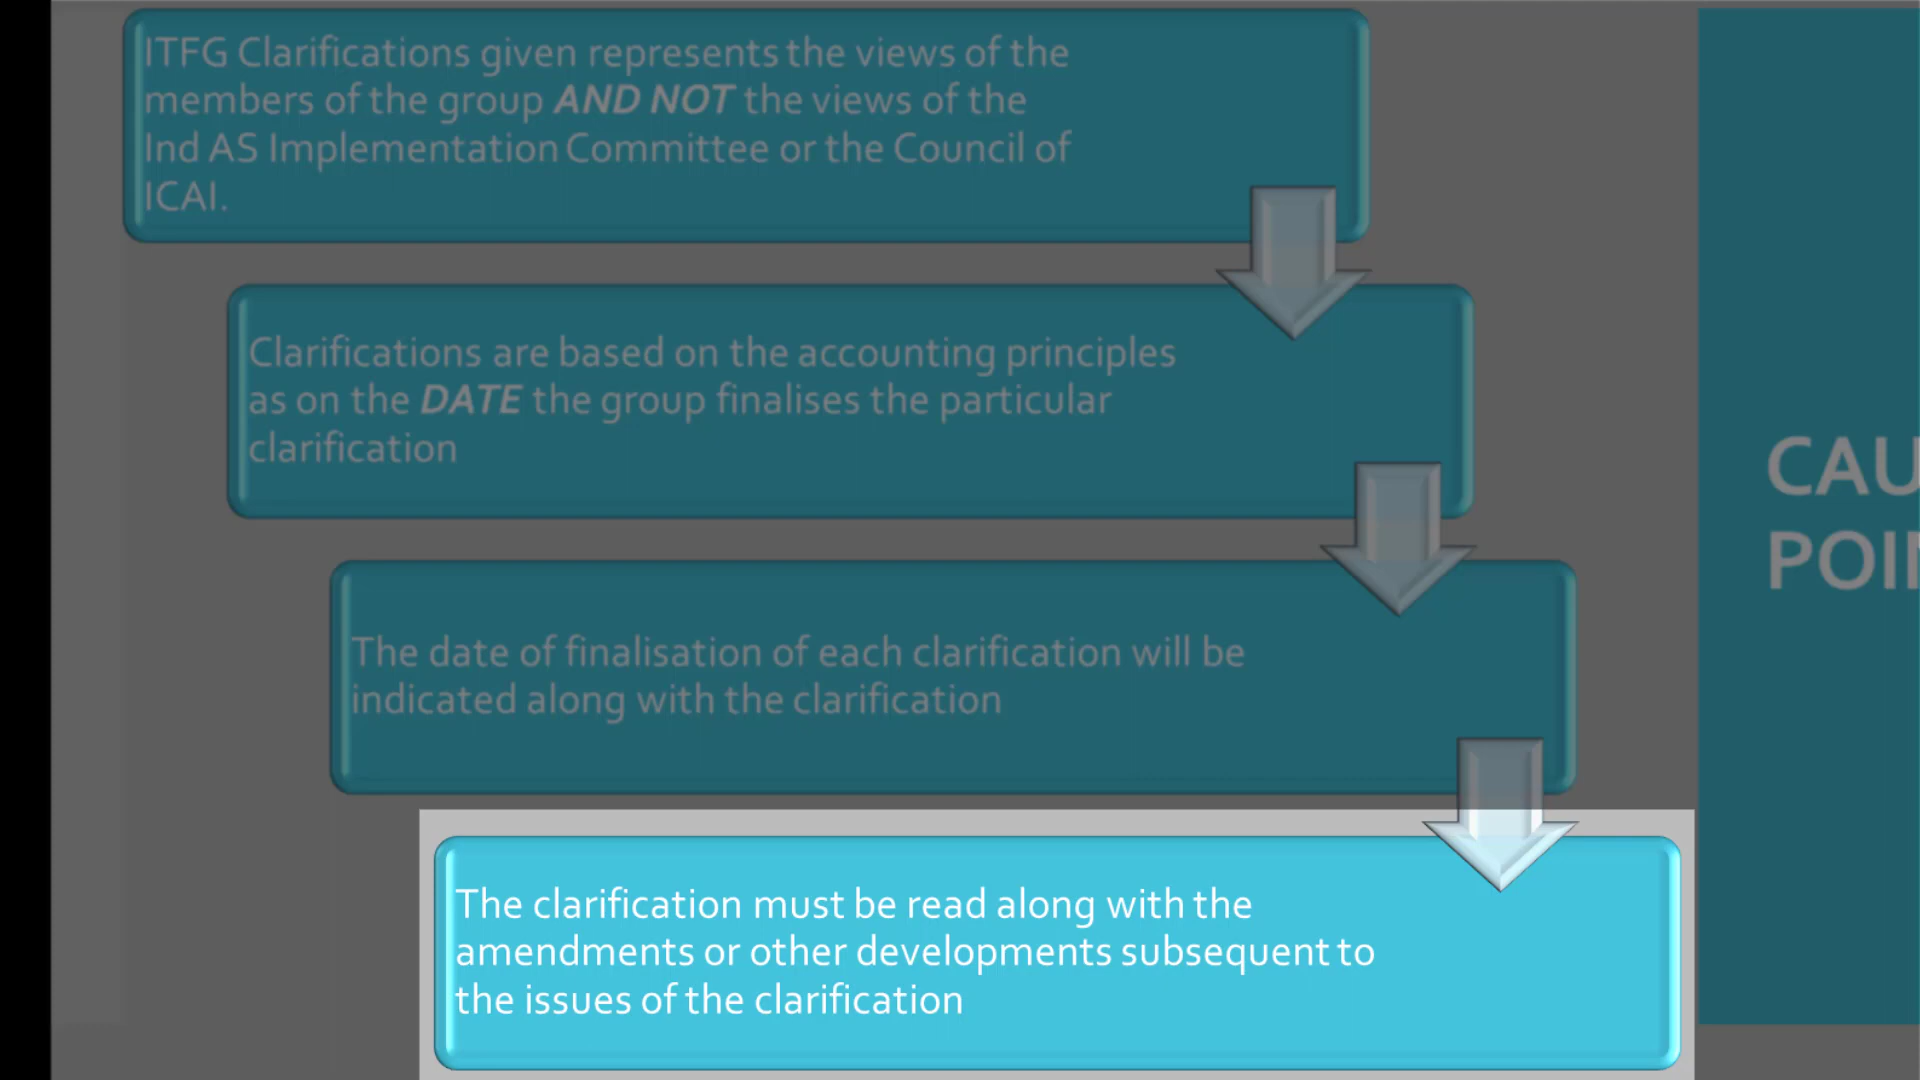 ITFG Clarifications given represents the views of the
members of the group AND NOT the views of the
Ind AS Implementation Committee or the Council of
ICAI.
Clarifications are based on the accounting principles
as on the DATE the group finalises the particular
clarification
The date of finalisation of each clarification will be
indicated along with the clarification
The clarification must be read along with the
amendments or other developments subsequent to
the issues of the clarification